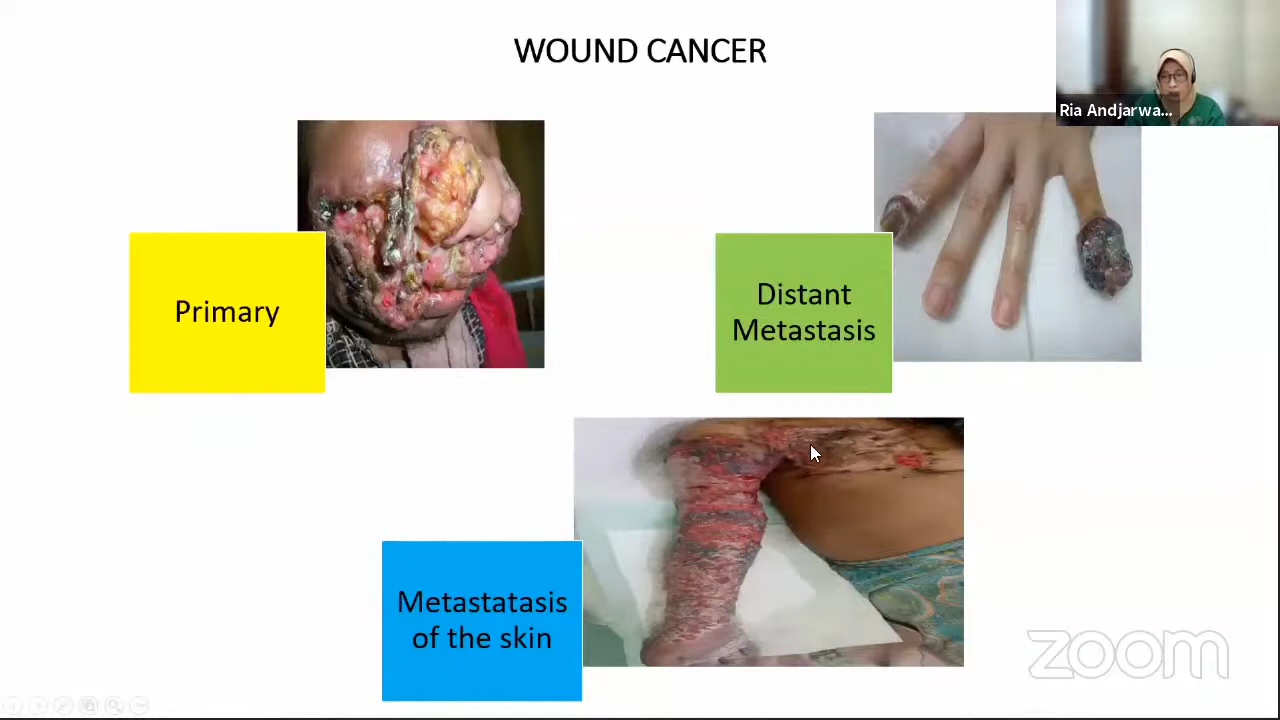 WOUND CANCER
Ria Andjarwa...
Primary
Distant
Metastasis
Metastatasis
of the skin
zoom